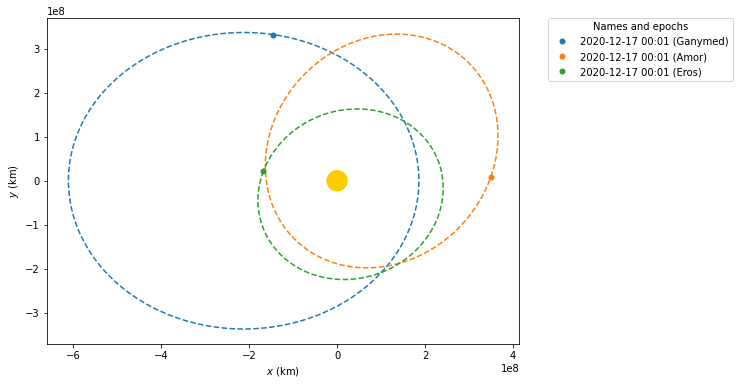 1e8
Names and epochs
2020-12-17 00:01 (Ganymed)
2020-12-17 00:01 (Amor)
2020-12-17 00:01 (Eros)
3
2
1
0
−1
−2
−3
y (km)
−6 −4 −2 0 2 4
x (km)
1e8